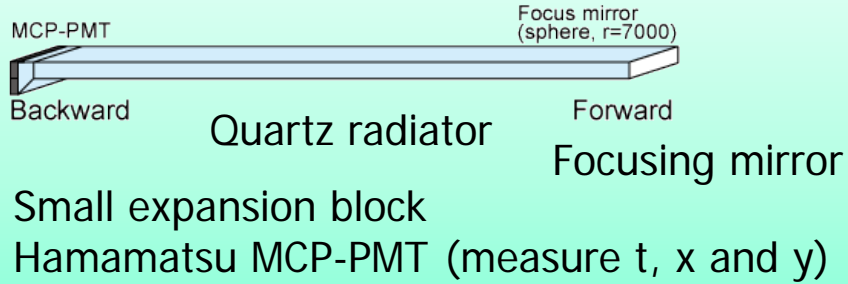 MCP-PMT
Focus mirror
(sphere, r=7000)
Backward
Forward
Quartz radiator
Focusing mirror
Small expansion block
Hamamatsu MCP-PMT (measure t, x and y)